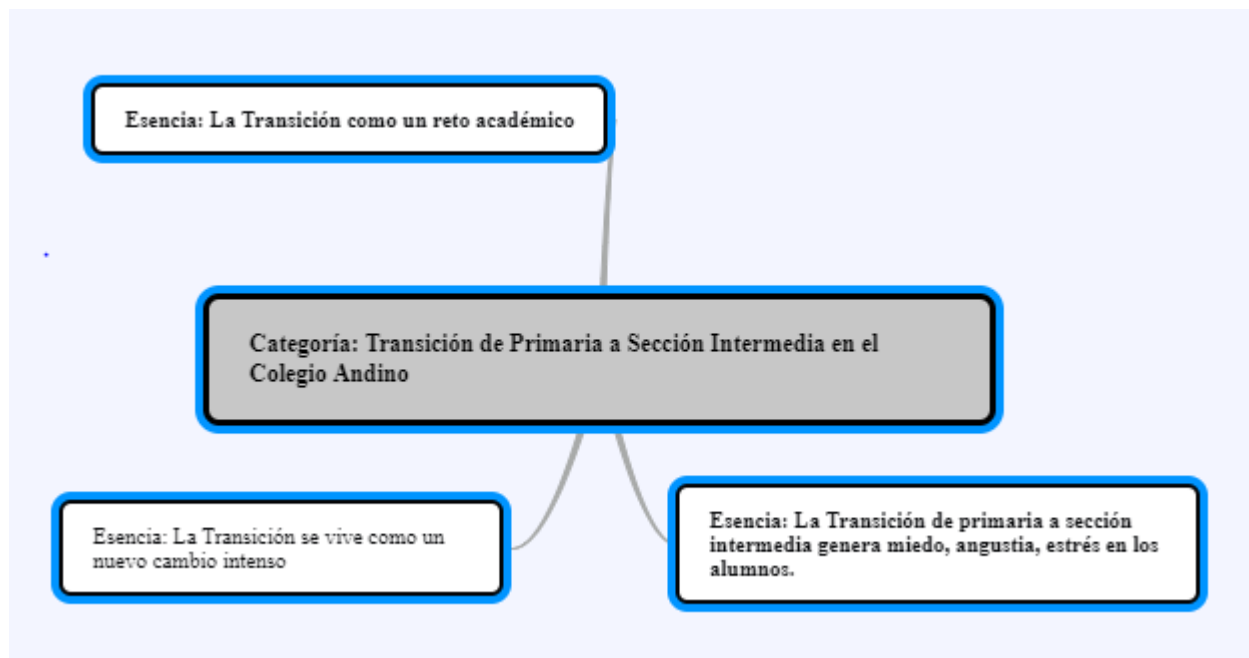 Esencia: La Transición como un reto académico
Categoría: Transición de Primaria a Sección Intermedia en el
Colegio Andino
Esencia: La Transición se vive como un
nuevo cambio intenso
Esencia: La Transición de primaria a sección
intermedia genera miedo, angustia, estrés en los
alumnos.